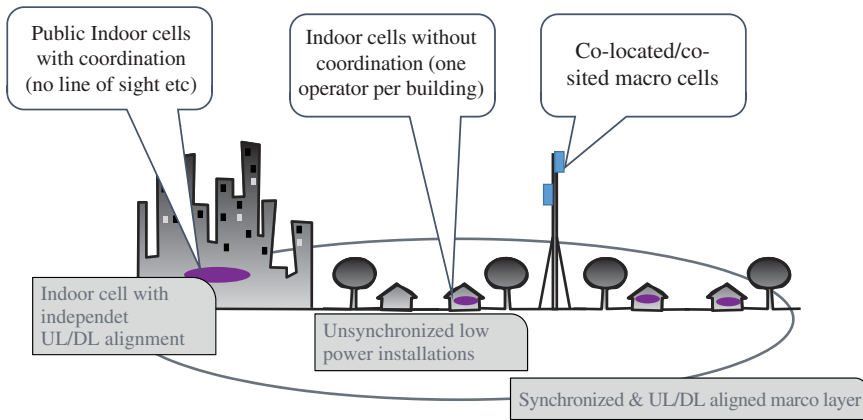 Public Indoor cells
with coordination
(no line of sight etc)
Indoor cells without
coordination (one
operator per building)
Co-located/co-
sited macro cells
Indoor cell with
independet
UL/DL alignment
Unsynchronized low
power installations
Synchronized & UL/DL aligned marco layer